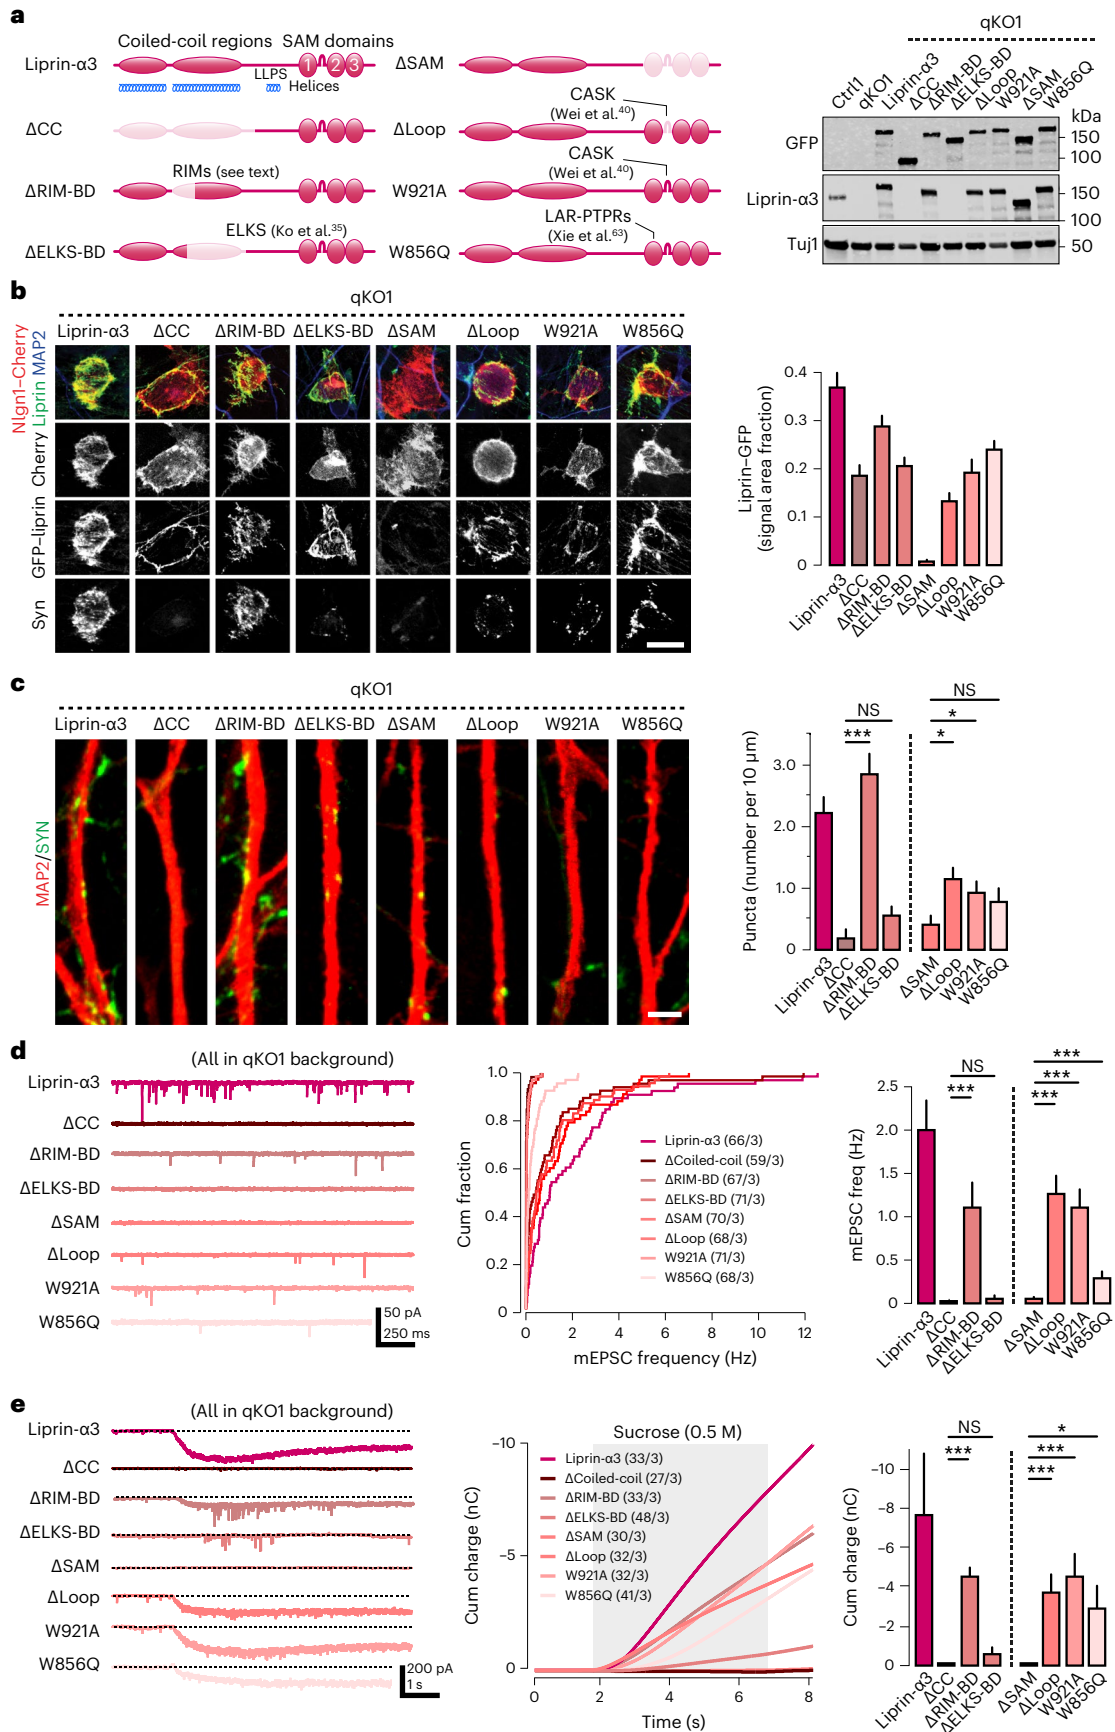 a
Coiled-coil regions
SAM domains
Liprin-α3
1 2 3
LLPS
Helices
ΔCC
RIMs (see text)
ΔRIM-BD
ELKS (Ko et al.35)
ΔELKS-BD
ΔSAM
CASK
(Wei et al.40)
ΔLoop
CASK
(Wei et al.40)
W921A
LAR-PTPRs
(Xie et al.63)
W856Q
qKO1
Ctrl1
qKO1
Liprin-α3
ΔCC
ΔRIM-BD
ΔELKS-BD
ΔLoop
W921A
ΔSAM
W856Q
kDa
GFP
150
100
Liprin-α3
150
100
Tuj1
50
b
qKO1
Liprin-α3 ΔCC ΔRIM-BD ΔELKS-BD ΔSAM ΔLoop W921A W856Q
Nlgn1–Cherry
Liprin MAP2
Cherry
GFP–liprin
Syn
Liprin–GFP
(signal area fraction)
0.4
0.3
0.2
0.1
0
Liprin-α3
ΔCC
ΔRIM-BD
ΔELKS-BD
ΔSAM
ΔLoop
W921A
W856Q
c
qKO1
Liprin-α3 ΔCC ΔRIM-BD ΔELKS-BD ΔSAM ΔLoop W921A W856Q
MAP2/SYN
Puncta (number per 10 μm)
3.0
2.0
1.0
0
NS
***
NS
*
*
Liprin-α3
ΔCC
ΔRIM-BD
ΔELKS-BD
ΔSAM
ΔLoop
W921A
W856Q
d
(All in qKO1 background)
Liprin-α3
ΔCC
ΔRIM-BD
ΔELKS-BD
ΔSAM
ΔLoop
W921A
W856Q
50 pA
250 ms
Cum fraction
1.0
0.8
0.6
0.4
0.2
0
0 2 4 6 8 10 12
mEPSC frequency (Hz)
Liprin-α3 (66/3)
ΔCoiled-coil (59/3)
ΔRIM-BD (67/3)
ΔELKS-BD (71/3)
ΔSAM (70/3)
ΔLoop (68/3)
W921A (71/3)
W856Q (68/3)
mEPSC freq (Hz)
2.5
2.0
1.5
1.0
0.5
0
NS
***
***
***
***
Liprin-α3
ΔCC
ΔRIM-BD
ΔELKS-BD
ΔSAM
ΔLoop
W921A
W856Q
e
(All in qKO1 background)
Liprin-α3
ΔCC
ΔRIM-BD
ΔELKS-BD
ΔSAM
ΔLoop
W921A
W856Q
200 pA
1 s
Sucrose (0.5 M)
Cum charge (nC)
–10
–5
0
0 2 4 6 8
Time (s)
Liprin-α3 (33/3)
ΔCoiled-coil (27/3)
ΔRIM-BD (33/3)
ΔELKS-BD (48/3)
ΔSAM (30/3)
ΔLoop (32/3)
W921A (32/3)
W856Q (41/3)
Cum charge (nC)
–10
–8
–6
–4
–2
0
NS
***
*
***
***
Liprin-α3
ΔCC
ΔRIM-BD
ΔELKS-BD
ΔSAM
ΔLoop
W921A
W856Q